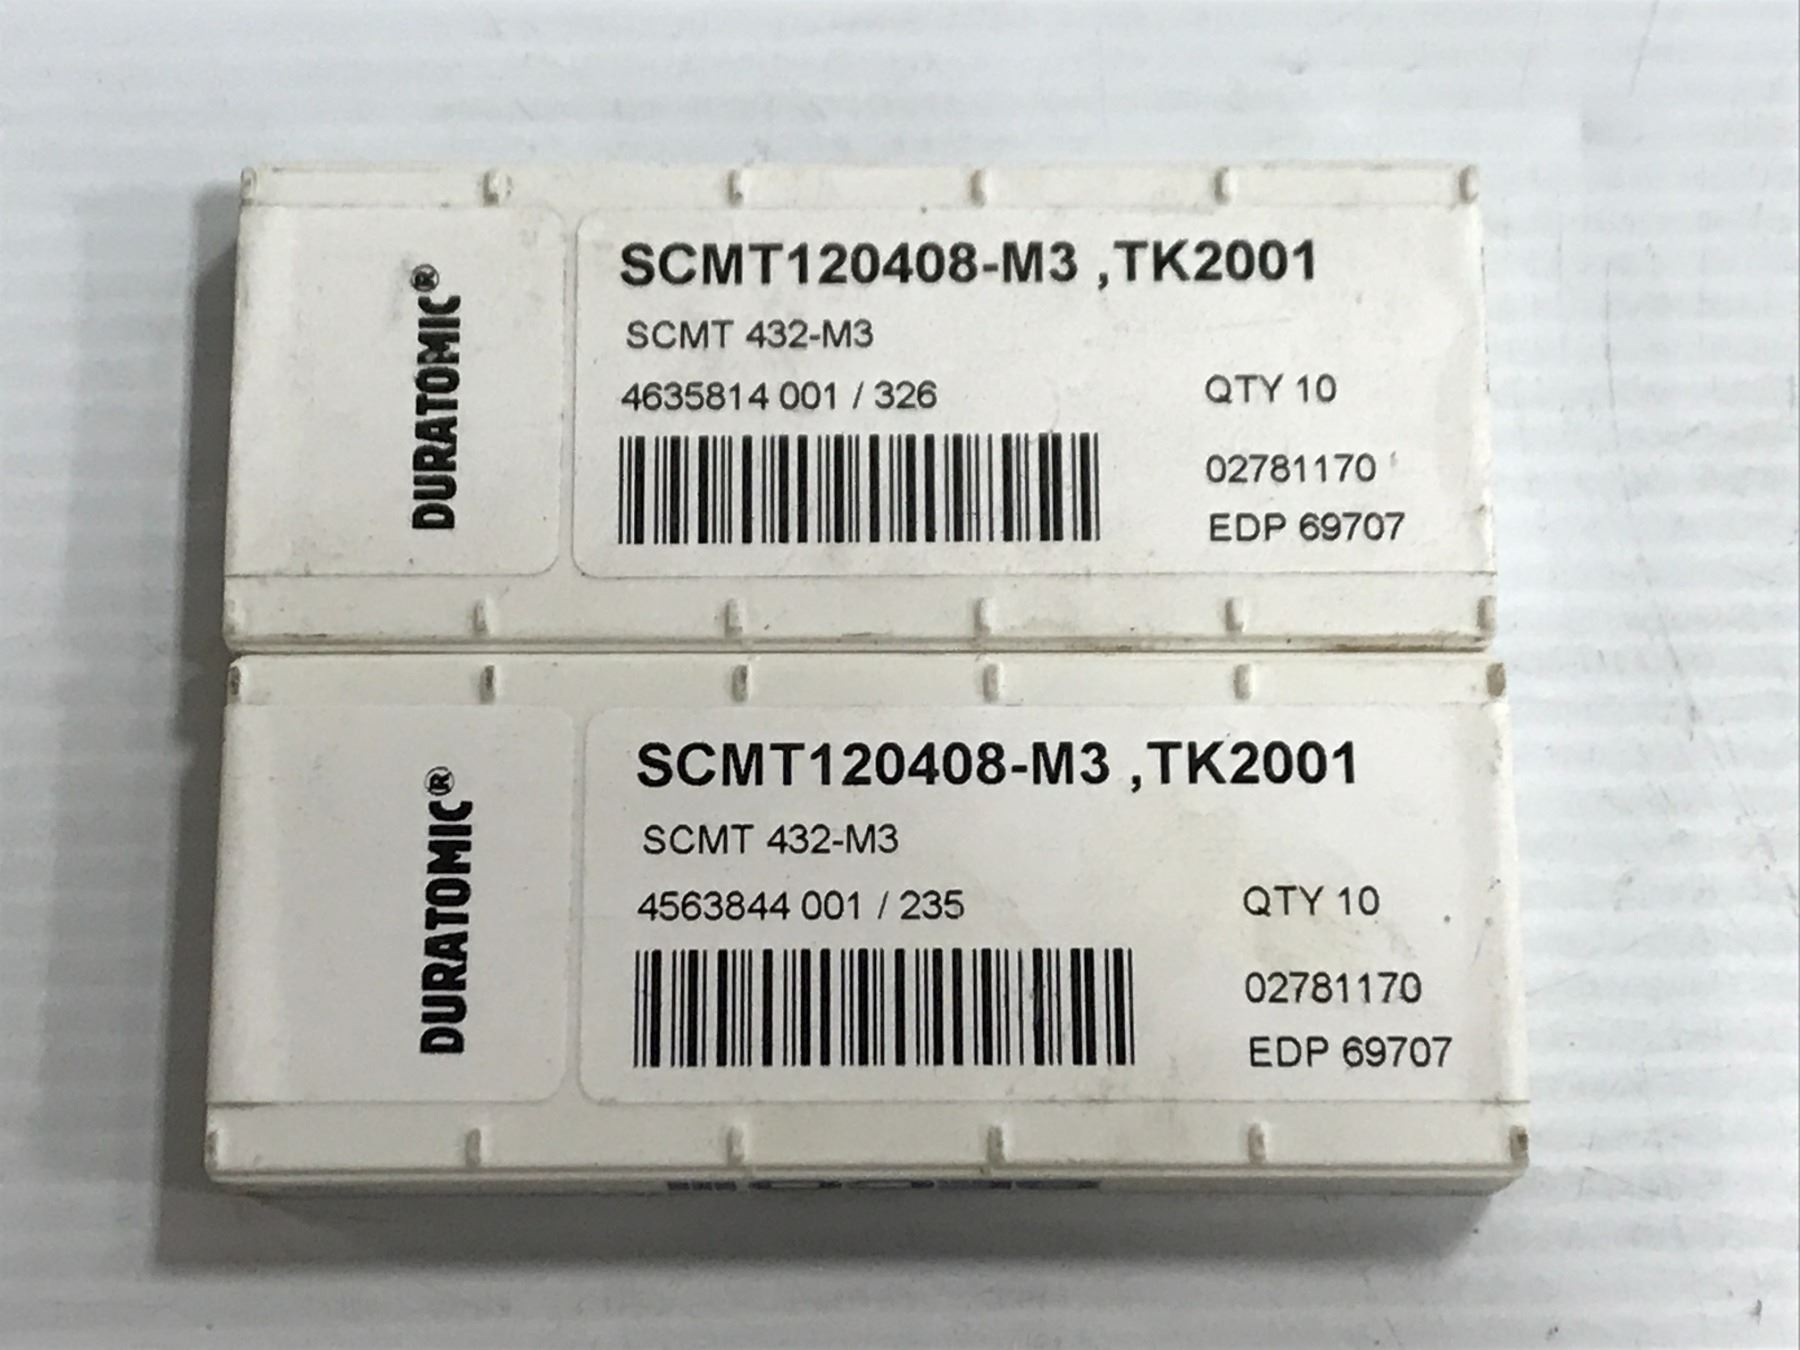 DURATOMIC®
SCMT120408-M3 ,TK2001
SCMT 432-M3
4635814 001 / 326
QTY 10
02781170
EDP 69707
DURATOMIC®
SCMT120408-M3 ,TK2001
SCMT 432-M3
4563844 001 / 235
QTY 10
02781170
EDP 69707